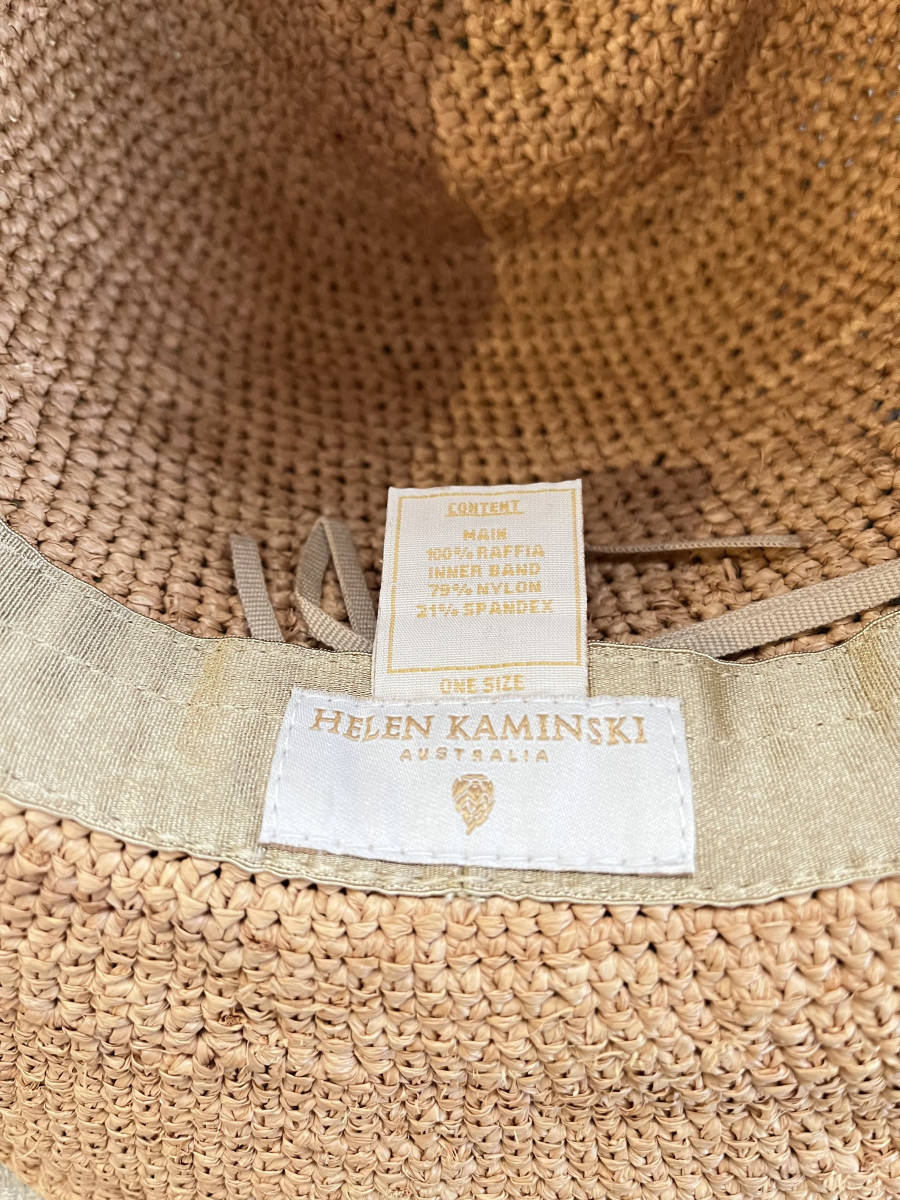 CONTENT
MAIN
100% RAFFIA
INNER BAND
79% NYLON
21% SPANDEX
ONE SIZE
HELEN KAMINSKI
AUSTRALIA